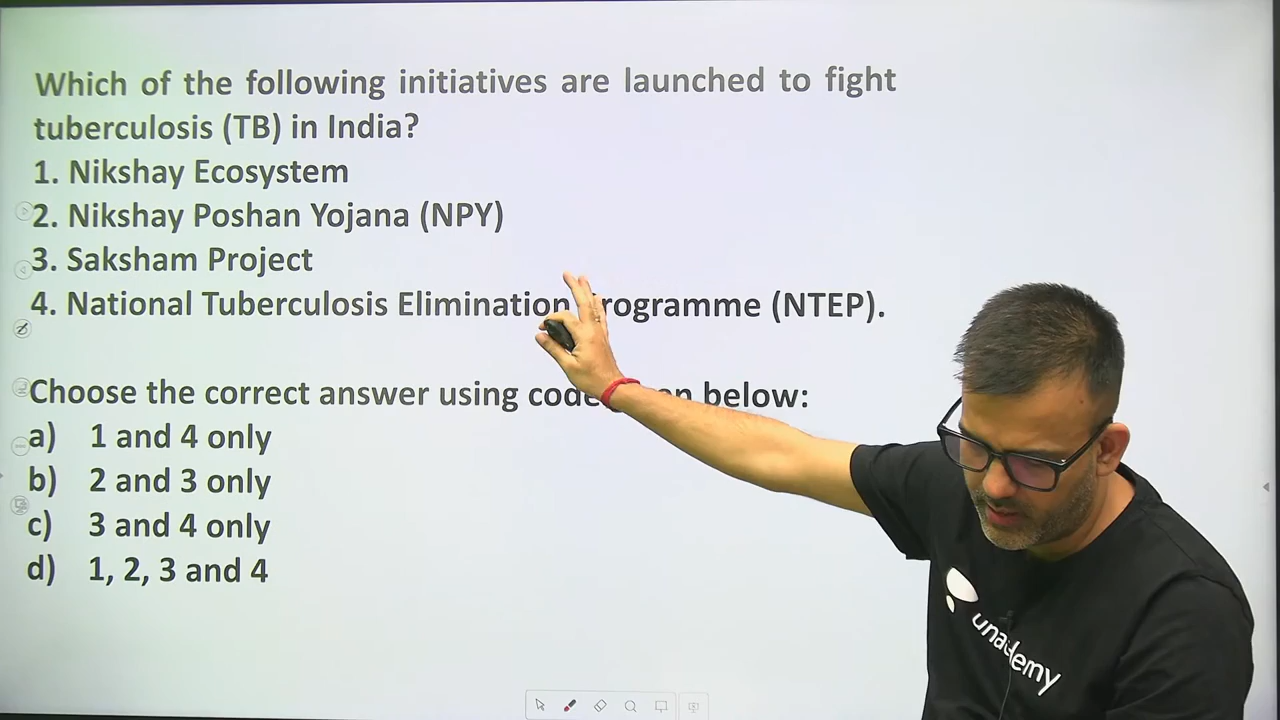 Which of the following initiatives are launched to fight
tuberculosis (TB) in India?
1. Nikshay Ecosystem
2. Nikshay Poshan Yojana (NPY)
3. Saksham Project
4. National Tuberculosis Elimination rogramme (NTEP).
Choose the correct answer using code en below:
a) 1 and 4 only
b) 2 and 3 only
c) 3 and 4 only
d) 1, 2, 3 and 4
unacademy